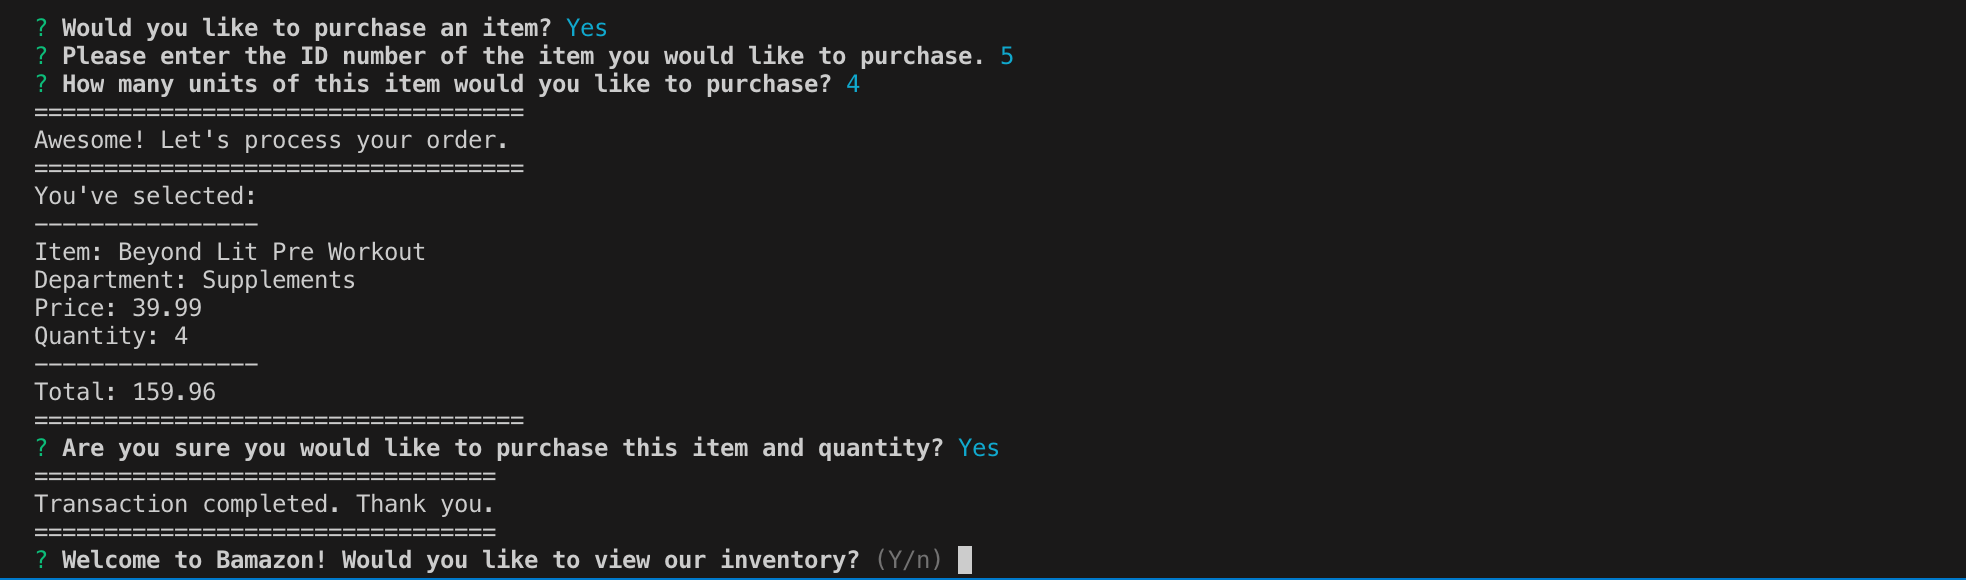 ? Would you like to purchase an item? Yes
? Please enter the ID number of the item you would like to purchase. 5
? How many units of this item would you like to purchase? 4
===================================
Awesome! Let's process your order.
===================================
You've selected:
----------------
Item: Beyond Lit Pre Workout
Department: Supplements
Price: 39.99
Quantity: 4
----------------
Total: 159.96
===================================
? Are you sure you would like to purchase this item and quantity? Yes
=================================
Transaction completed. Thank you.
=================================
? Welcome to Bamazon! Would you like to view our inventory? (Y/n)